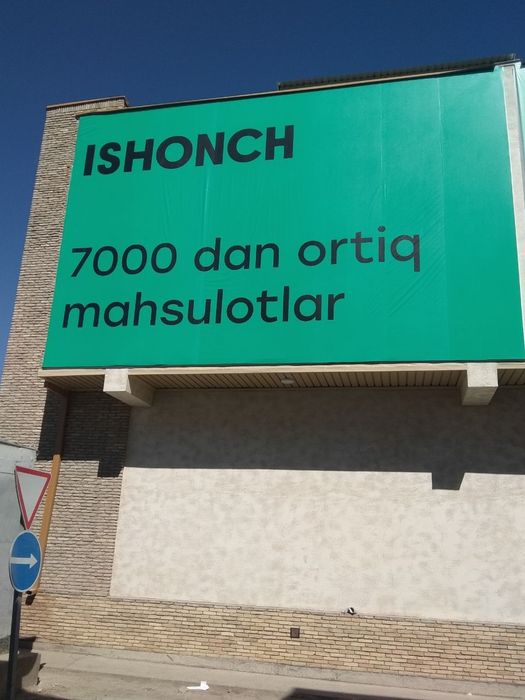 ISHONCH
7000 dan ortiq
mahsulotlar